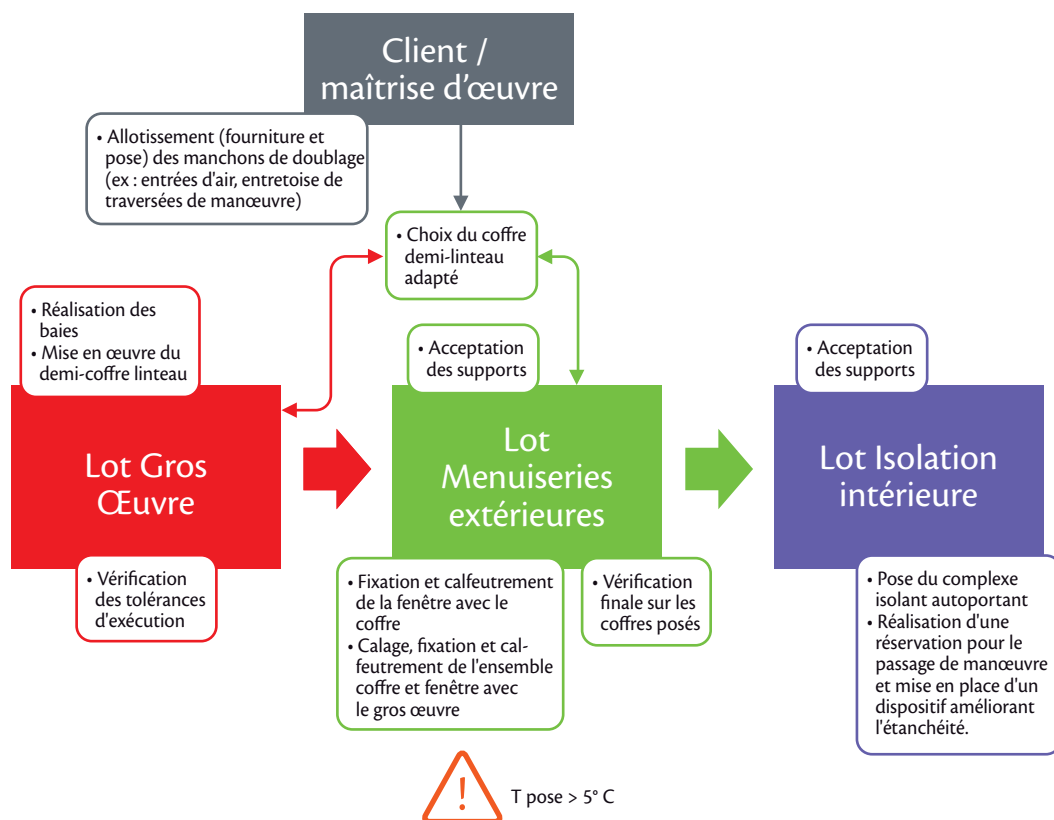 Client /
maîtrise d'œuvre
• Allotissement (fourniture et
pose) des manchons de doublage
(ex : entrées d'air, entretoise de
traversées de manœuvre)
• Choix du coffre
demi-linteau
adapté
• Réalisation des
baies
• Mise en œuvre du
demi-coffre linteau
• Acceptation
des supports
• Acceptation
des supports
Lot Gros
Œuvre
Lot
Menuiseries
extérieures
Lot Isolation
intérieure
• Vérification
des tolérances
d'exécution
• Fixation et calfeutrement
de la fenêtre avec le
coffre
• Calage, fixation et cal-
feutrement de l'ensemble
coffre et fenêtre avec
le gros œuvre
• Vérification
finale sur les
coffres posés
• Pose du complexe
isolant autoportant
• Réalisation d'une
réservation pour le
passage de manœuvre
et mise en place d'un
dispositif améliorant
l'étanchéité.
! T pose > 5° C